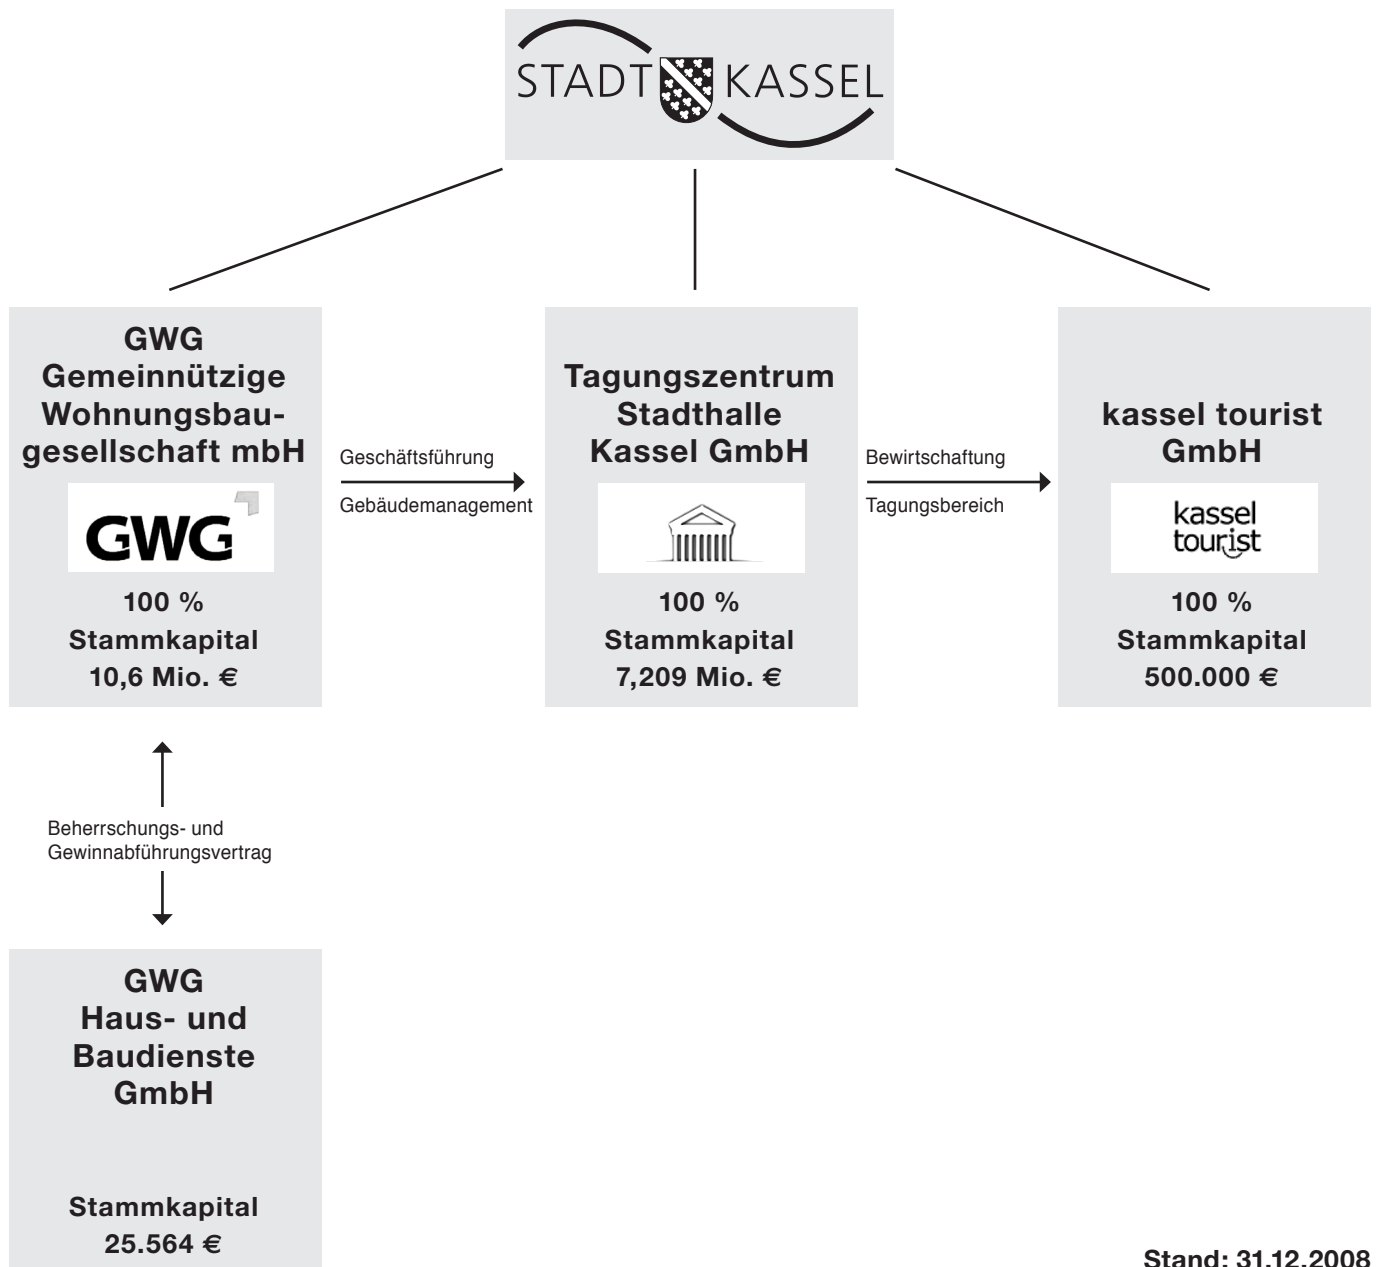 STADT KASSEL
GWG
Gemeinnützige
Wohnungsbau-
gesellschaft mbH
GWG
100 %
Stammkapital
10,6 Mio. €
Geschäftsführung
Gebäudemanagement
Tagungszentrum
Stadthalle
Kassel GmbH
100 %
Stammkapital
7,209 Mio. €
Bewirtschaftung
Tagungsbereich
kassel tourist
GmbH
kassel
tourist
100 %
Stammkapital
500.000 €
Beherrschungs- und
Gewinnabführungsvertrag
GWG
Haus- und
Baudienste
GmbH
Stammkapital
25.564 €
Stand: 31.12.2008